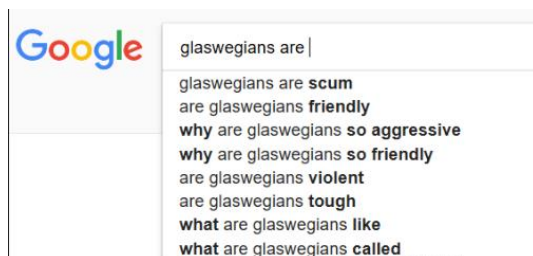 Google
glaswegians are
glaswegians are scum
are glaswegians friendly
why are glaswegians so aggressive
why are glaswegians so friendly
are glaswegians violent
are glaswegians tough
what are glaswegians like
what are glaswegians called